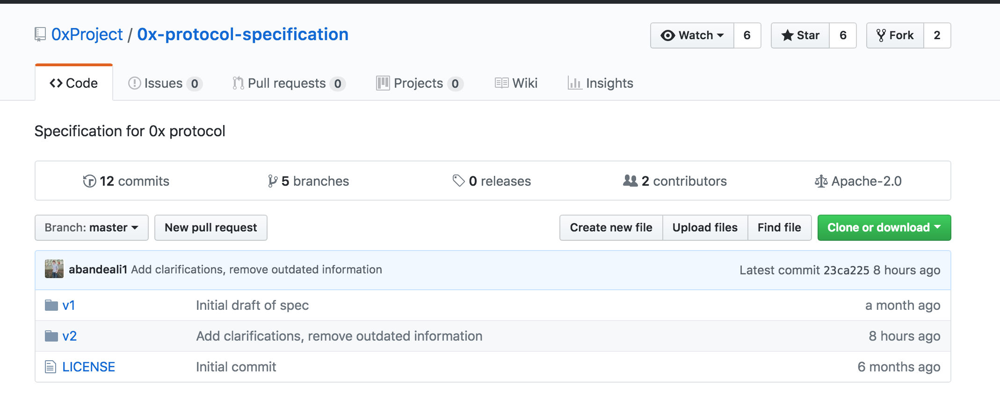 0xProject / 0x-protocol-specification
Watch 6 Star 6 Fork 2
Code Issues 0 Pull requests 0 Projects 0 Wiki Insights
Specification for 0x protocol
12 commits 5 branches 0 releases 2 contributors Apache-2.0
Branch: master New pull request Create new file Upload files Find file Clone or download
abandeali1 Add clarifications, remove outdated information Latest commit 23ca225 8 hours ago
v1 Initial draft of spec a month ago
v2 Add clarifications, remove outdated information 8 hours ago
LICENSE Initial commit 6 months ago